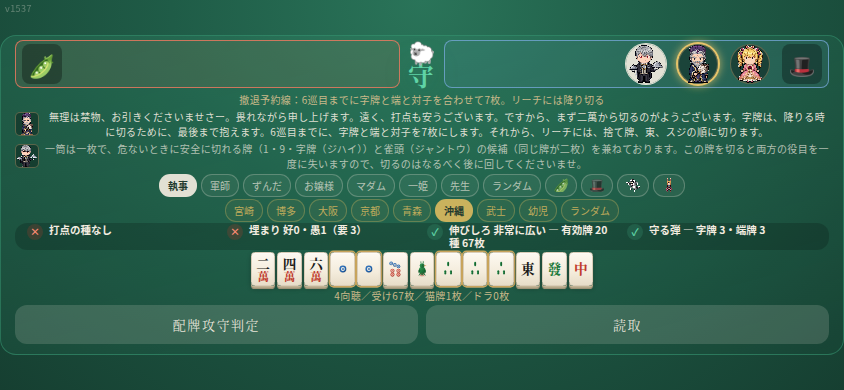 v1537
守
撤退予約線：6巡目までに字牌と端と対子を合わせて7枚。リーチには降り切る
無理は禁物、お引きくださいませさー。畏れながら申し上げます。遠く、打点も安うございます。ですから、まず二萬から切るのがようございます。字牌は、降りる時
に切るために、最後まで抱えます。6巡目までに、字牌と端と対子を7枚にします。それから、リーチには、捨て牌、東、スジの順に切ります。
一筒は一枚で、危ないときに安全に切れる牌（1・9・字牌（ジハイ））と雀頭（ジャントウ）の候補（同じ牌が二枚）を兼ねております。この牌を切ると両方の役目を一
度に失いますので、切るのはなるべく後に回してくださいませ。
執事 軍師 ずんだ お嬢様 マダム 一姫 先生 ランダム
宮崎 博多 大阪 京都 青森 沖縄 武士 幼児 ランダム
✕ 打点の種なし
✕ 埋まり 好0・愚1（要 3）
✓ 伸びしろ 非常に広い — 有効牌 20
種 67枚
✓ 守る弾 — 字牌 3・端牌 3
二萬 四萬 六萬 東 發 中
4向聴／受け67枚／猫牌1枚／ドラ0枚
配牌攻守判定
読取